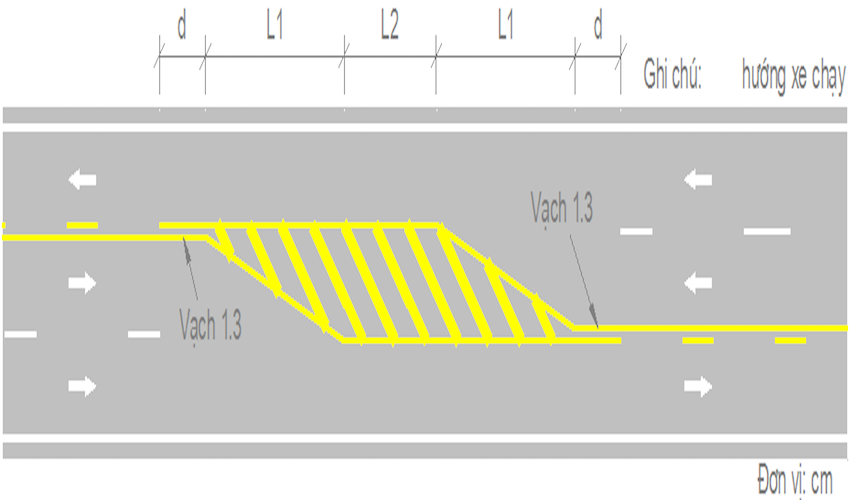 d L1 L2 L1 d
Ghi chú: hướng xe chạy
Vạch 1.3
Vạch 1.3
Đơn vị: cm